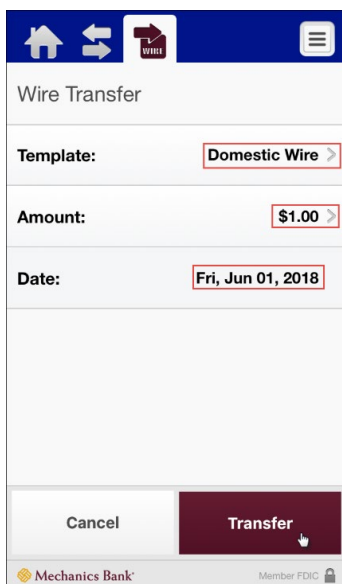 WIRE
Wire Transfer
Template: Domestic Wire
Amount: $1.00
Date: Fri, Jun 01, 2018
Cancel Transfer
Mechanics Bank Member FDIC